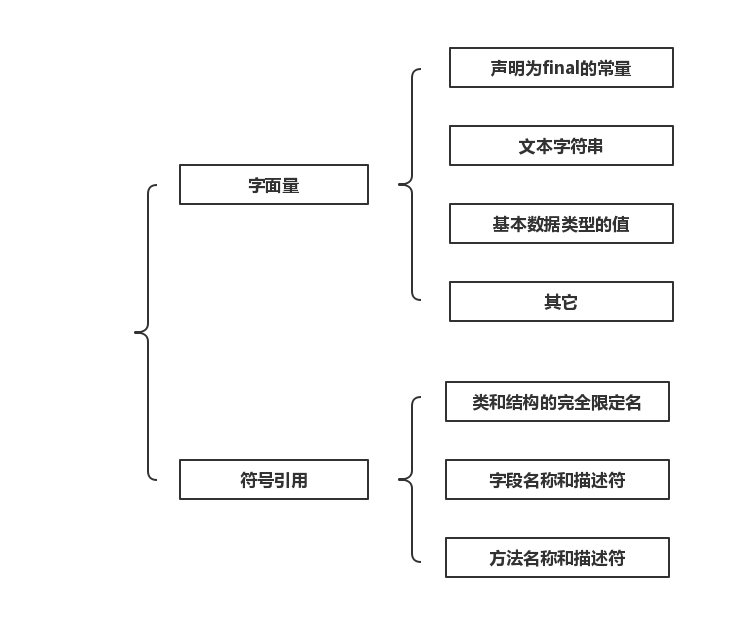 声明为final的常量
文本字符串
字面量
基本数据类型的值
其它
类和结构的完全限定名
符号引用
字段名称和描述符
方法名称和描述符